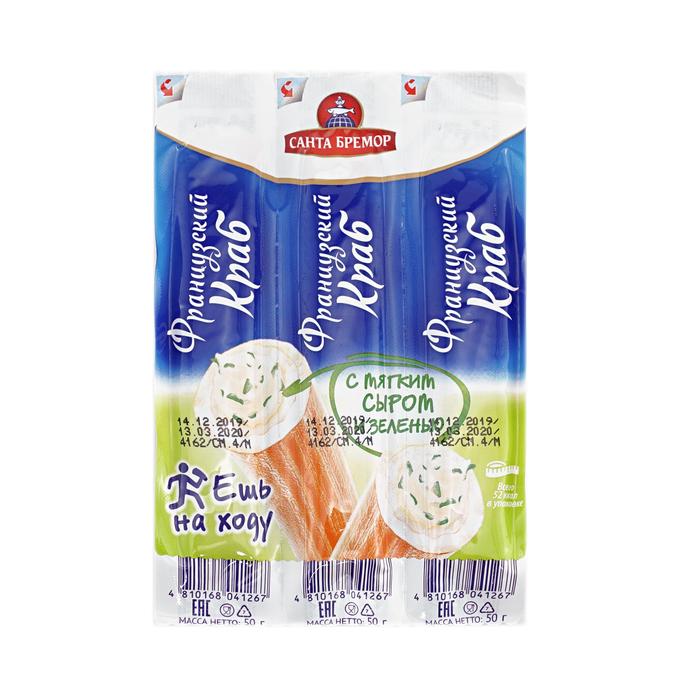 САНТА БРЕМОР
Французский
Краб
Французский
Краб
Французский
Краб
С МЯГКИМ
СЫРОМ
И ЗЕЛЕНЬЮ
14.12.2019/
13.03.2020/
4162/СМ.4/М
14.12.2019/
13.03.2020/
4162/СМ.4/М
14.12.2019/
13.03.2020/
4162/СМ.4/М
Ешь
на ходу
Всего
52 ккал
в упаковке
4 810168 041267
4 810168 041267
4 810168 041267
EAC
EAC
EAC
МАССА НЕТТО: 50 г
МАССА НЕТТО: 50 г
МАССА НЕТТО: 50 г